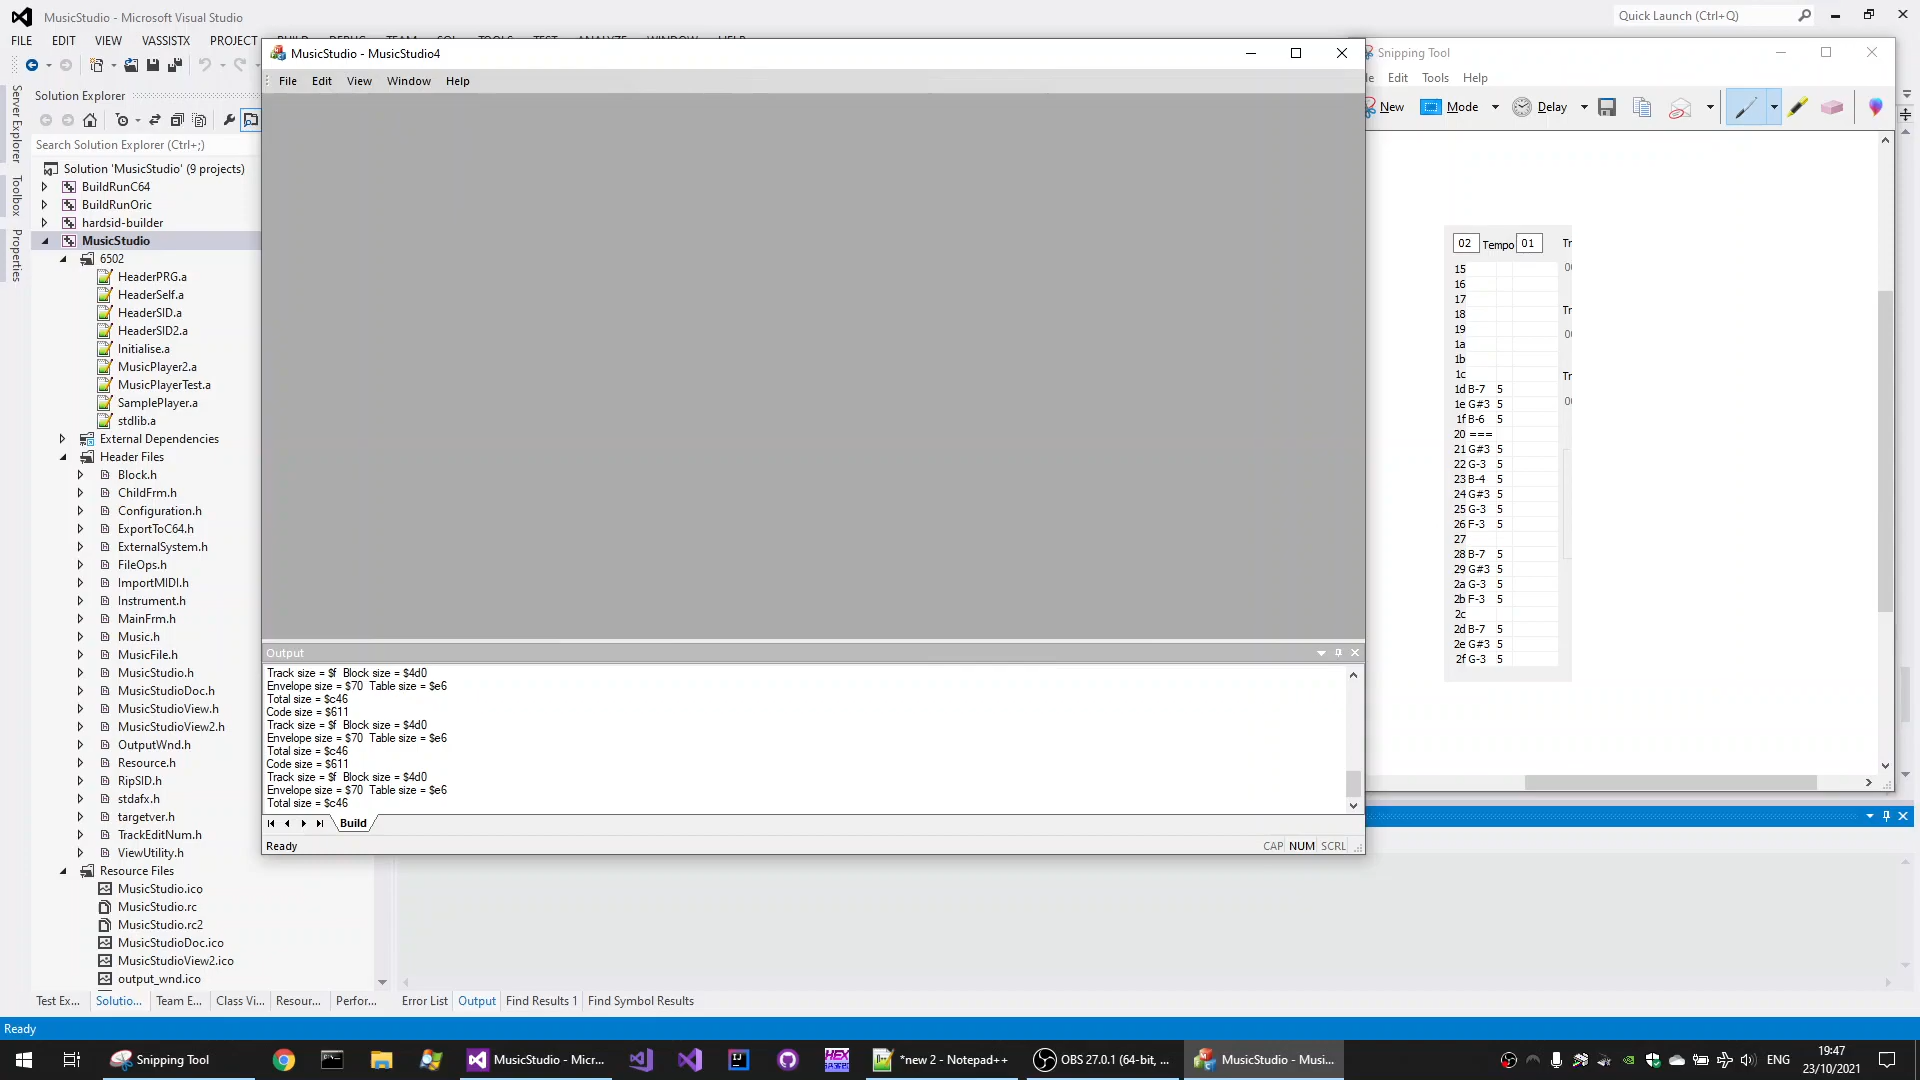 MusicStudio - Microsoft Visual Studio
Quick Launch (Ctrl+Q)
FILE EDIT VIEW VASSISTX PROJECT
MusicStudio - MusicStudio4
File Edit View Window Help
Snipping Tool
Edit Tools Help
New Mode Delay
Server Explorer
Toolbox
Properties
Solution Explorer
Search Solution Explorer (Ctrl+;)
Solution 'MusicStudio' (9 projects)
BuildRunC64
BuildRunOric
hardsid-builder
MusicStudio
6502
HeaderPRG.a
HeaderSelf.a
HeaderSID.a
HeaderSID2.a
Initialise.a
MusicPlayer2.a
MusicPlayerTest.a
SamplePlayer.a
stdlib.a
External Dependencies
Header Files
Block.h
ChildFrm.h
Configuration.h
ExportToC64.h
ExternalSystem.h
FileOps.h
ImportMIDI.h
Instrument.h
MainFrm.h
Music.h
MusicFile.h
MusicStudio.h
MusicStudioDoc.h
MusicStudioView.h
MusicStudioView2.h
OutputWnd.h
Resource.h
RipSID.h
stdafx.h
targetver.h
TrackEditNum.h
ViewUtility.h
Resource Files
MusicStudio.ico
MusicStudio.rc
MusicStudio.rc2
MusicStudioDoc.ico
MusicStudioView2.ico
output_wnd.ico
Output
Track size = $f Block size = $4d0
Envelope size = $70 Table size = $e6
Total size = $c46
Code size = $611
Track size = $f Block size = $4d0
Envelope size = $70 Table size = $e6
Total size = $c46
Code size = $611
Track size = $f Block size = $4d0
Envelope size = $70 Table size = $e6
Total size = $c46
Build
Ready
CAP NUM SCRL
02 Tempo 01
15
16
17
18
19
1a
1b
1c
1d B-7 5
1e G#3 5
1f B-6 5
20 ===
21 G#3 5
22 G-3 5
23 B-4 5
24 G#3 5
25 G-3 5
26 F-3 5
27
28 B-7 5
29 G#3 5
2a G-3 5
2b F-3 5
2c
2d B-7 5
2e G#3 5
2f G-3 5
Test Ex... Solutio... Team E... Class Vi... Resour... Perfor...
Error List Output Find Results 1 Find Symbol Results
Ready
Snipping Tool
MusicStudio - Micr...
*new 2 - Notepad++
OBS 27.0.1 (64-bit, ...
MusicStudio - Musi...
ENG
19:47
23/10/2021